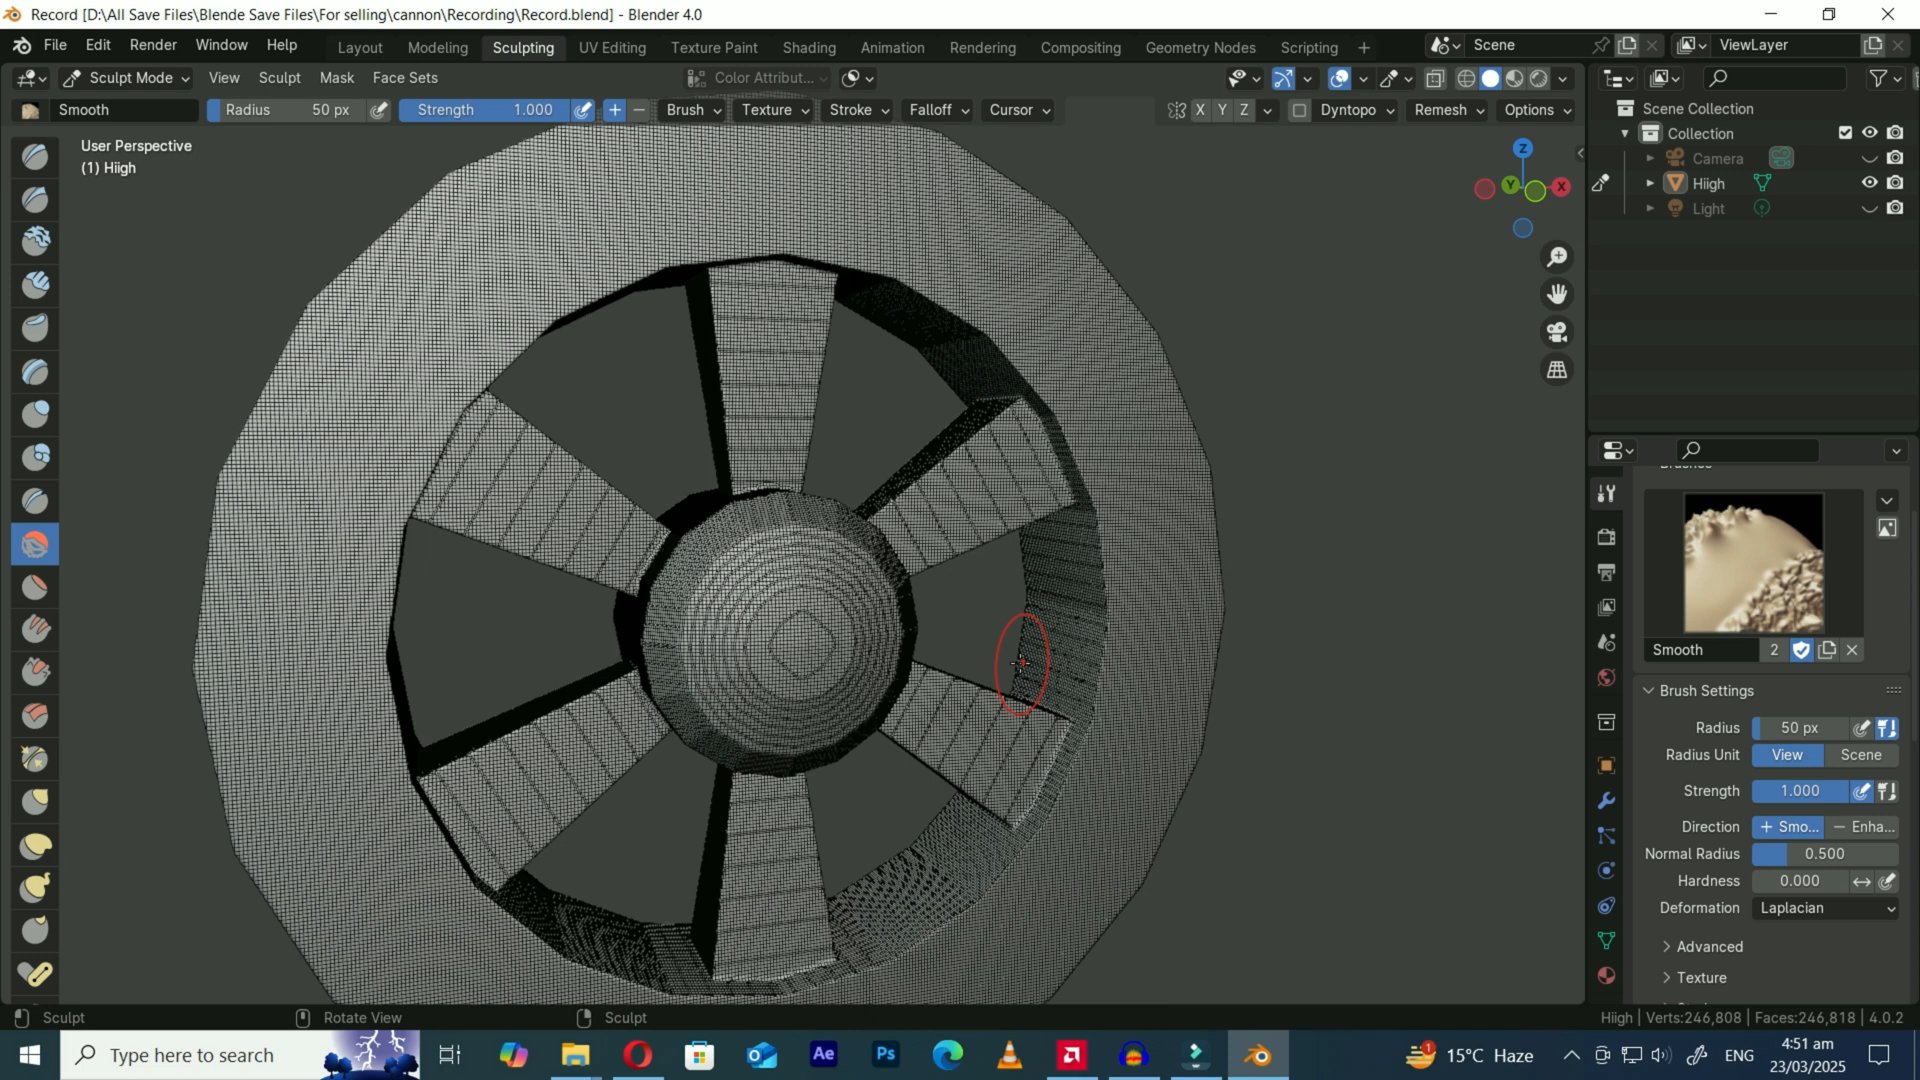 Record [D:\All Save Files\Blende Save Files\For selling\cannon\Recording\Record.blend] - Blender 4.0
File Edit Render Window Help Layout Modeling Sculpting UV Editing Texture Paint Shading Animation Rendering Compositing Geometry Nodes Scripting + Scene ViewLayer
Sculpt Mode View Sculpt Mask Face Sets Color Attribut...
Smooth Radius 50 px Strength 1.000 + − Brush Texture Stroke Falloff Cursor X Y Z Dyntopo Remesh Options
User Perspective
(1) Hiigh
Z
Y
X
Scene Collection
Collection
Camera
Hiigh
Light
Smooth 2
Brush Settings
Radius 50 px
Radius Unit View Scene
Strength 1.000
Direction + Smo... − Enha...
Normal Radius 0.500
Hardness 0.000
Deformation Laplacian
Advanced
Texture
Sculpt Rotate View Sculpt Hiigh | Verts:246,808 | Faces:246,818 | 4.0.2
Type here to search Ae Ps 1 15°C Haze ENG 4:51 am
23/03/2025